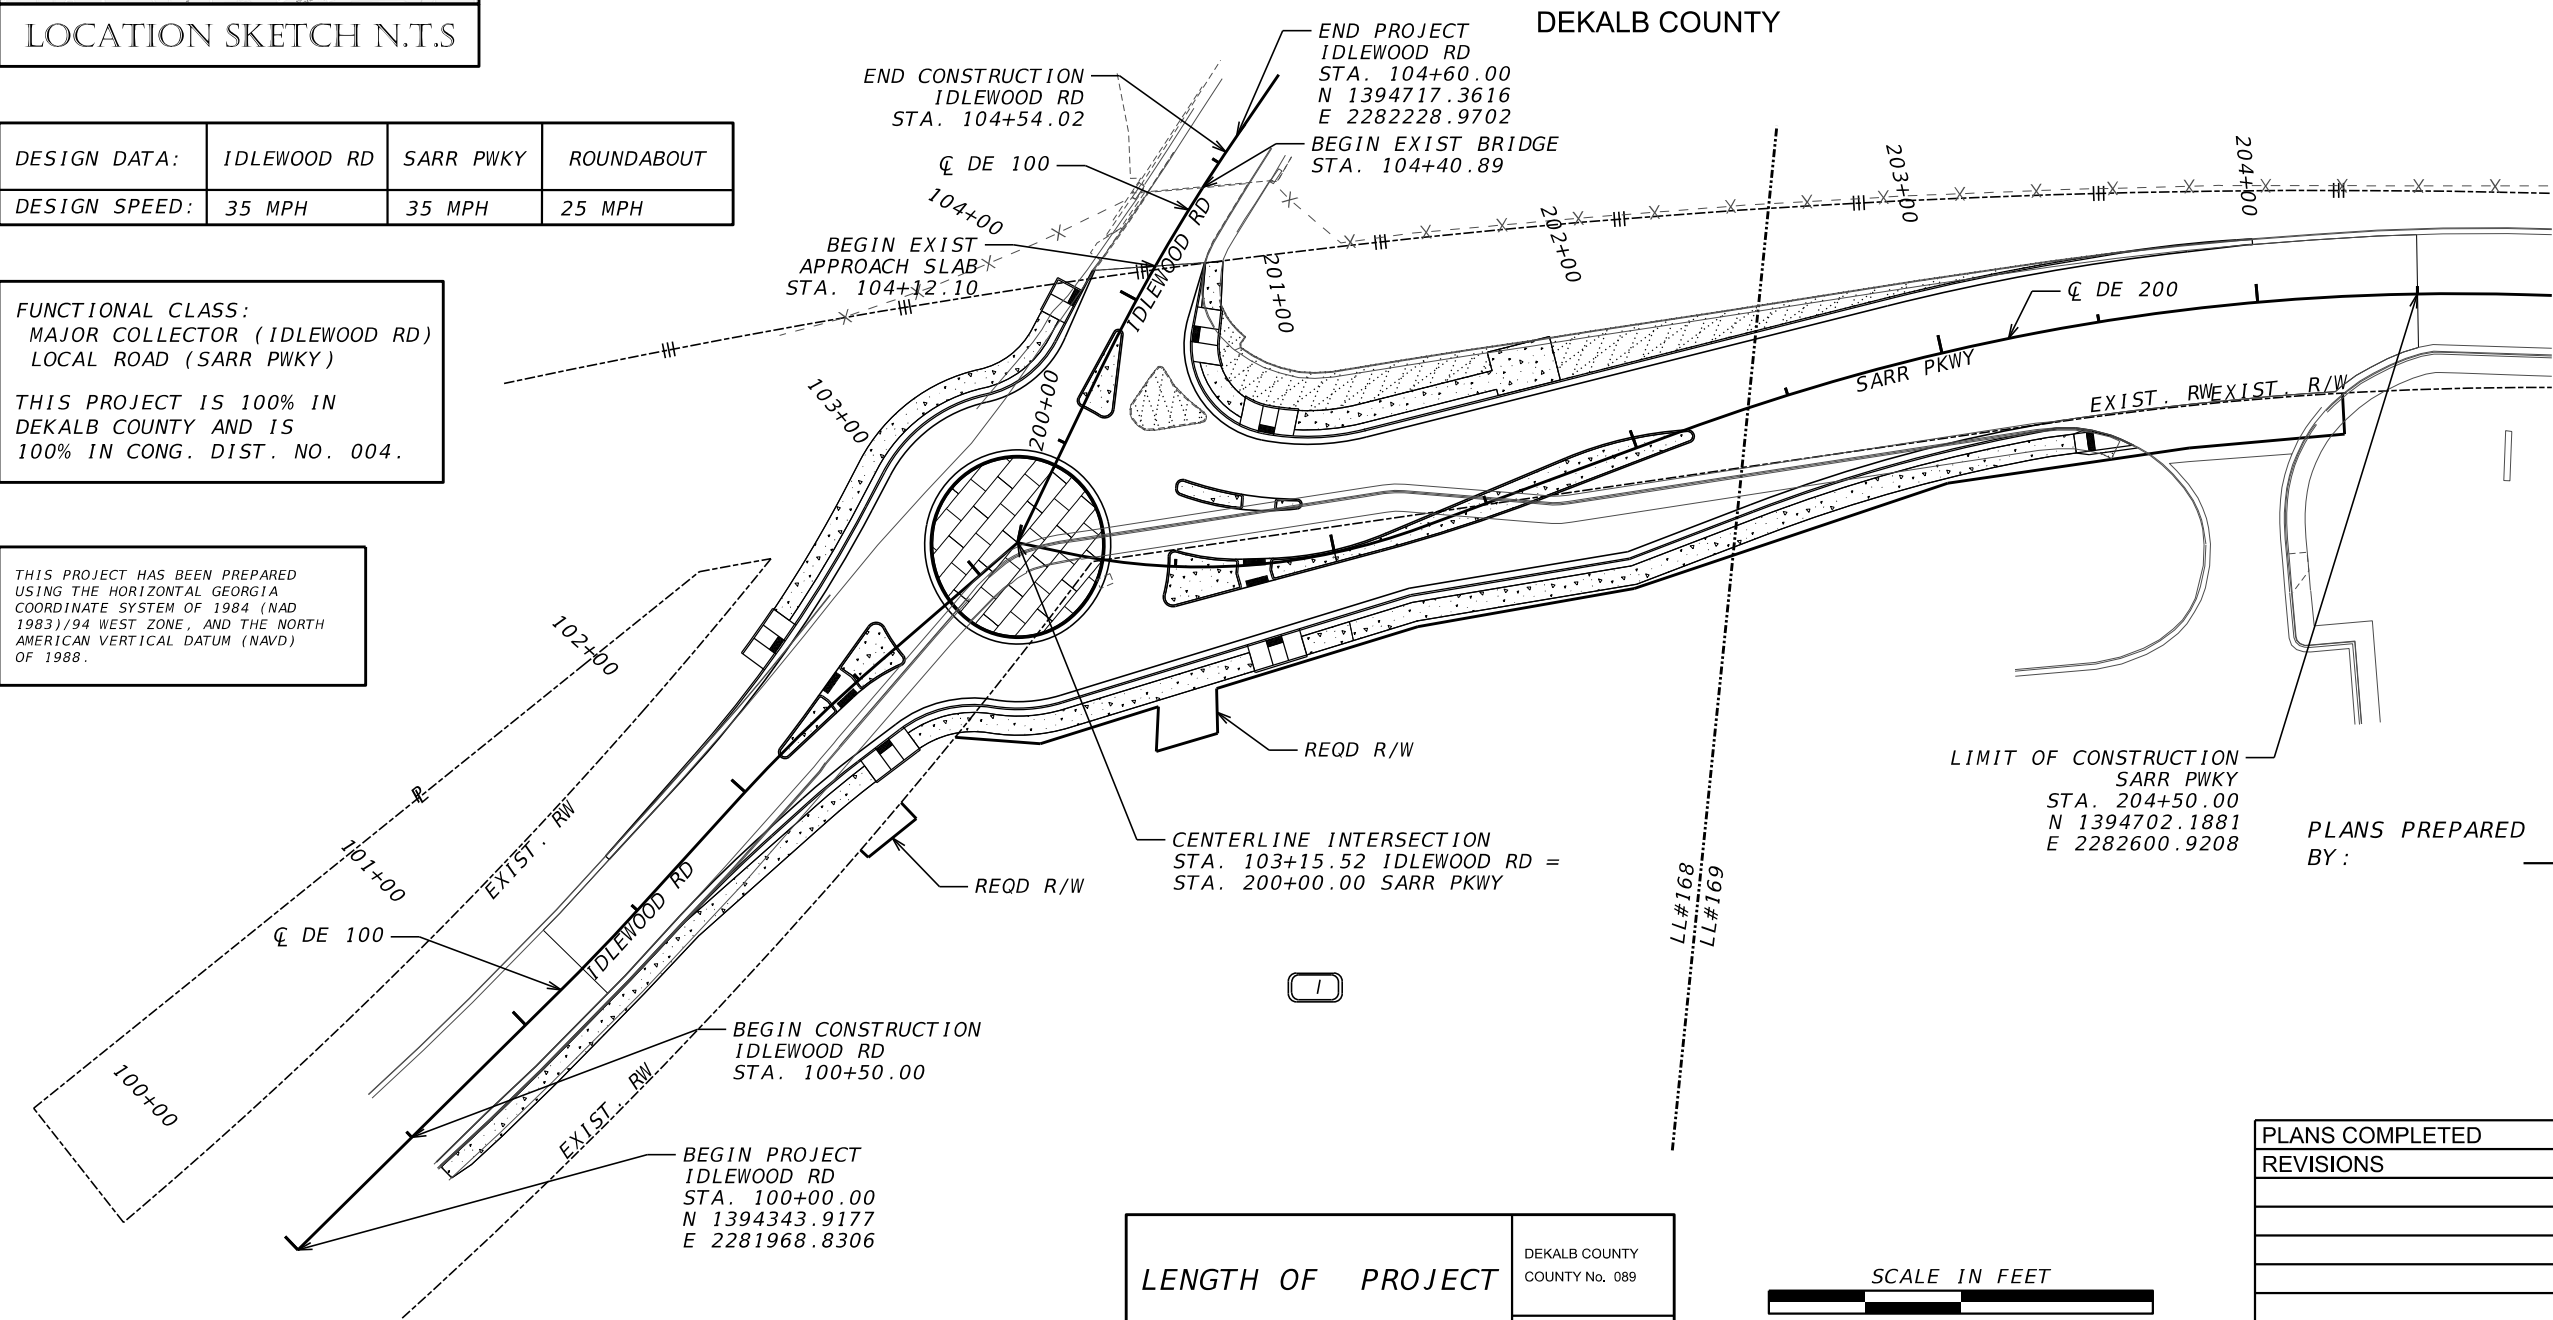 LOCATION SKETCH N.T.S
DEKALB COUNTY
DESIGN DATA: IDLEWOOD RD SARR PWKY ROUNDABOUT
DESIGN SPEED: 35 MPH 35 MPH 25 MPH
FUNCTIONAL CLASS:
MAJOR COLLECTOR (IDLEWOOD RD)
LOCAL ROAD (SARR PWKY)
THIS PROJECT IS 100% IN
DEKALB COUNTY AND IS
100% IN CONG. DIST. NO. 004.
THIS PROJECT HAS BEEN PREPARED
USING THE HORIZONTAL GEORGIA
COORDINATE SYSTEM OF 1984 (NAD
1983)/94 WEST ZONE, AND THE NORTH
AMERICAN VERTICAL DATUM (NAVD)
OF 1988.
END CONSTRUCTION
IDLEWOOD RD
STA. 104+54.02
℄ DE 100
104+00
BEGIN EXIST
APPROACH SLAB
STA. 104+12.10
END PROJECT
IDLEWOOD RD
STA. 104+60.00
N 1394717.3616
E 2282228.9702
BEGIN EXIST BRIDGE
STA. 104+40.89
IDLEWOOD RD
201+00
202+00
203+00
204+00
℄ DE 200
SARR PKWY
EXIST. RW
EXIST. R/W
103+00
200+00
102+00
101+00
100+00
℄ DE 100
EXIST. RW
IDLEWOOD RD
EXIST. RW
REQD R/W
REQD R/W
CENTERLINE INTERSECTION
STA. 103+15.52 IDLEWOOD RD =
STA. 200+00.00 SARR PKWY
LIMIT OF CONSTRUCTION
SARR PWKY
STA. 204+50.00
N 1394702.1881
E 2282600.9208
PLANS PREPARED
BY:
LL#168
LL#169
1
BEGIN CONSTRUCTION
IDLEWOOD RD
STA. 100+50.00
BEGIN PROJECT
IDLEWOOD RD
STA. 100+00.00
N 1394343.9177
E 2281968.8306
LENGTH OF PROJECT
DEKALB COUNTY
COUNTY No. 089
SCALE IN FEET
PLANS COMPLETED
REVISIONS